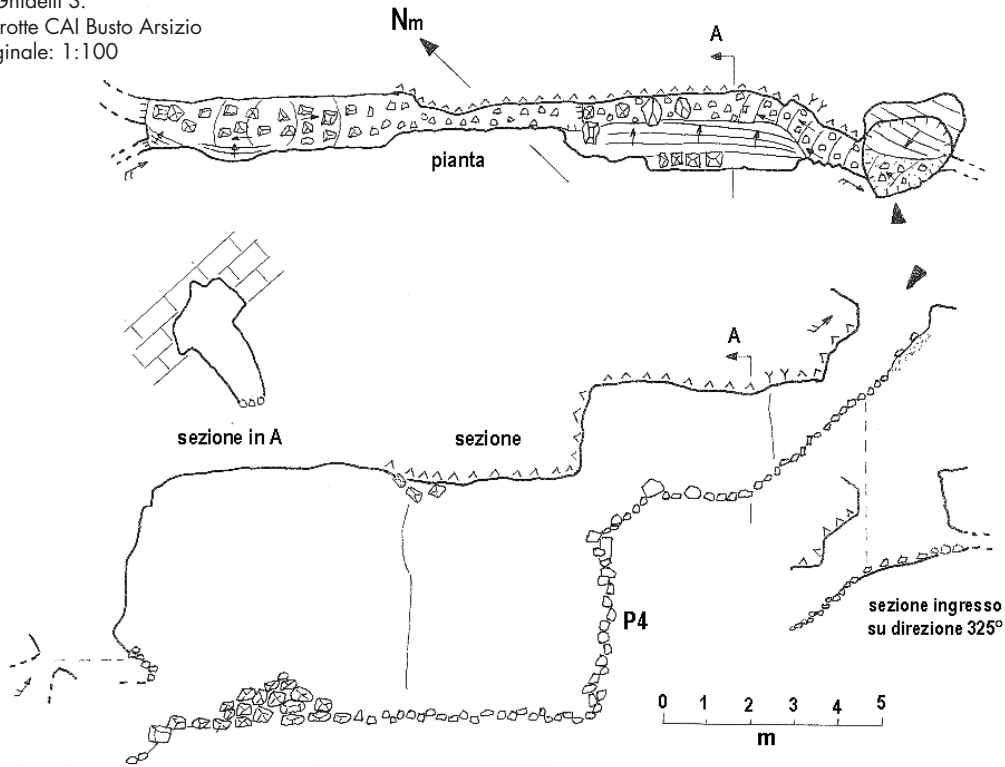 Ghidelli S.
rotte CAI Busto Arsizio
ginale: 1:100
Nm
A
pianta
A
sezione in A
sezione
P4
sezione ingresso
su direzione 325°
0 1 2 3 4 5
m